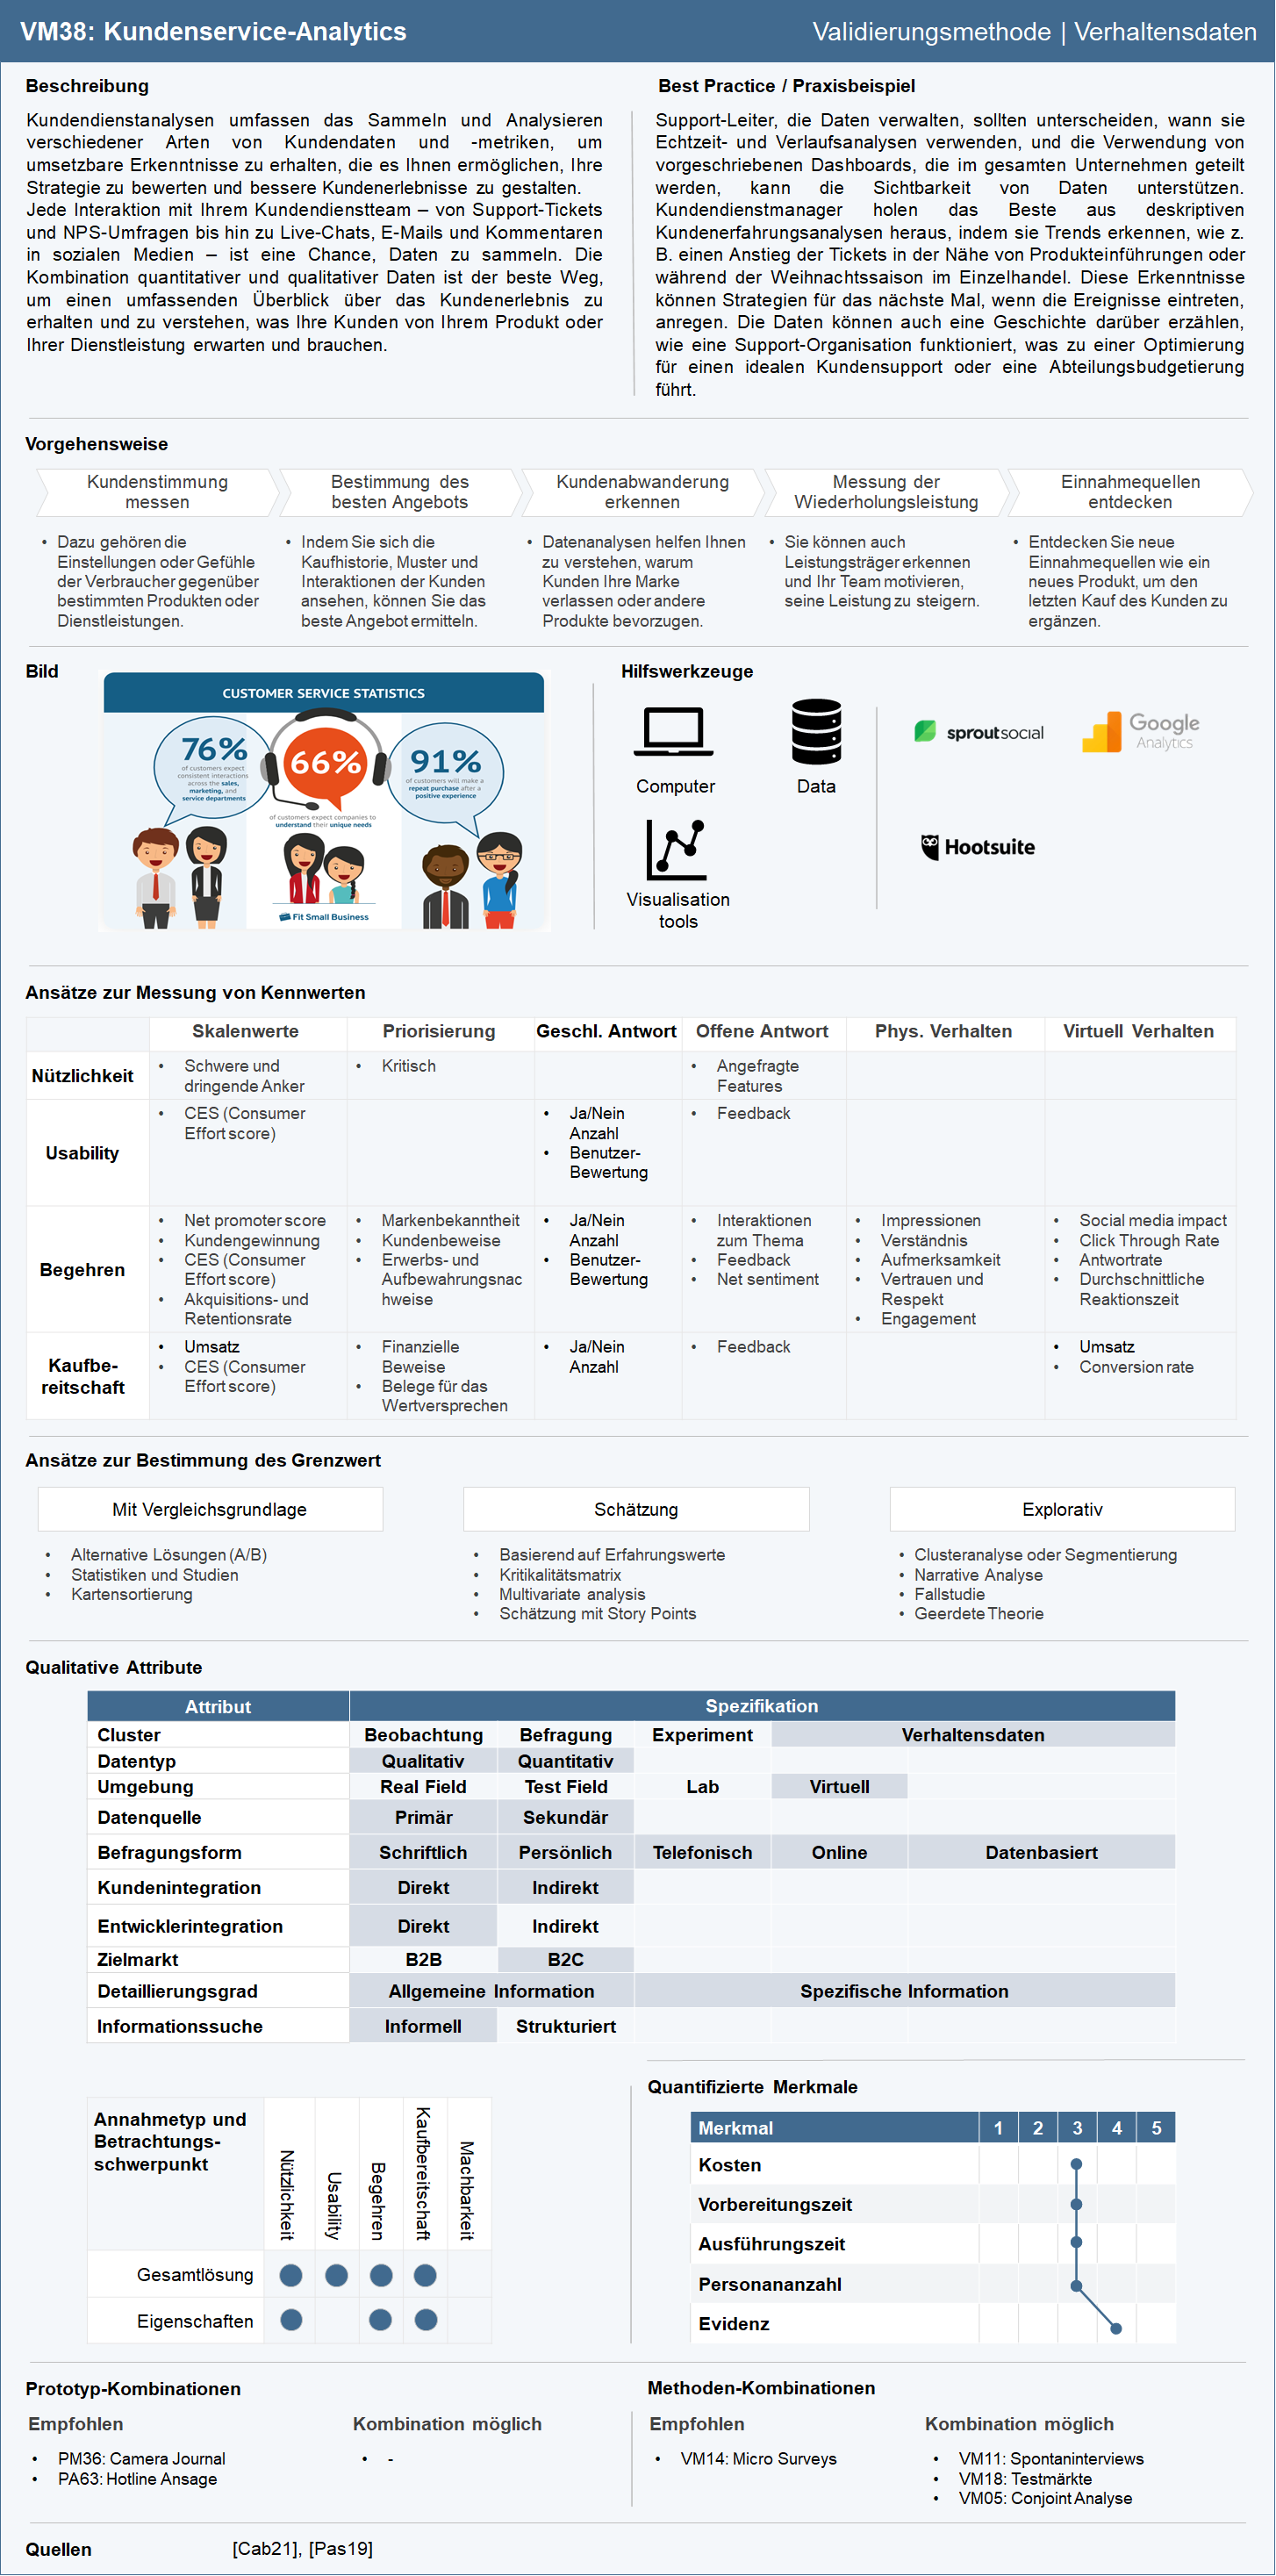 VM38: Kundenservice-Analytics
Validierungsmethode | Verhaltensdaten
Beschreibung
Kundendienstanalysen umfassen das Sammeln und Analysieren
verschiedener Arten von Kundendaten und -metriken, um
umsetzbare Erkenntnisse zu erhalten, die es Ihnen ermöglichen, Ihre
Strategie zu bewerten und bessere Kundenerlebnisse zu gestalten.
Jede Interaktion mit Ihrem Kundendienstteam – von Support-Tickets
und NPS-Umfragen bis hin zu Live-Chats, E-Mails und Kommentaren
in sozialen Medien – ist eine Chance, Daten zu sammeln. Die
Kombination quantitativer und qualitativer Daten ist der beste Weg,
um einen umfassenden Überblick über das Kundenerlebnis zu
erhalten und zu verstehen, was Ihre Kunden von Ihrem Produkt oder
Ihrer Dienstleistung erwarten und brauchen.
Best Practice / Praxisbeispiel
Support-Leiter, die Daten verwalten, sollten unterscheiden, wann sie
Echtzeit- und Verlaufsanalysen verwenden, und die Verwendung von
vorgeschriebenen Dashboards, die im gesamten Unternehmen geteilt
werden, kann die Sichtbarkeit von Daten unterstützen.
Kundendienstmanager holen das Beste aus deskriptiven
Kundenerfahrungsanalysen heraus, indem sie Trends erkennen, wie z.
B. einen Anstieg der Tickets in der Nähe von Produkteinführungen oder
während der Weihnachtssaison im Einzelhandel. Diese Erkenntnisse
können Strategien für das nächste Mal, wenn die Ereignisse eintreten,
anregen. Die Daten können auch eine Geschichte darüber erzählen,
wie eine Support-Organisation funktioniert, was zu einer Optimierung
für einen idealen Kundensupport oder eine Abteilungsbudgetierung
führt.
Vorgehensweise
Kundenstimmung
messen
• Dazu gehören die
Einstellungen oder Gefühle
der Verbraucher gegenüber
bestimmten Produkten oder
Dienstleistungen.
Bestimmung des
besten Angebots
• Indem Sie sich die
Kaufhistorie, Muster und
Interaktionen der Kunden
ansehen, können Sie das
beste Angebot ermitteln.
Kundenabwanderung
erkennen
• Datenanalysen helfen Ihnen
zu verstehen, warum
Kunden Ihre Marke
verlassen oder andere
Produkte bevorzugen.
Messung der
Wiederholungsleistung
• Sie können auch
Leistungsträger erkennen
und Ihr Team motivieren,
seine Leistung zu steigern.
Einnahmequellen
entdecken
• Entdecken Sie neue
Einnahmequellen wie ein
neues Produkt, um den
letzten Kauf des Kunden zu
ergänzen.
Bild
CUSTOMER SERVICE STATISTICS
76%
of customers expect
consistent interactions
across the sales,
marketing, and
service departments
66%
of customers expect companies to
understand their unique needs
91%
of customers will make a
repeat purchase after a
positive experience
Fit Small Business
Hilfswerkzeuge
Computer
Data
Visualisation
tools
sproutsocial
Google
Analytics
Hootsuite
Ansätze zur Messung von Kennwerten
Skalenwerte Priorisierung Geschl. Antwort Offene Antwort Phys. Verhalten Virtuell Verhalten
Nützlichkeit
• Schwere und
dringende Anker
• Kritisch
• Angefragte
Features
Usability
• CES (Consumer
Effort score)
• Ja/Nein
Anzahl
• Benutzer-
Bewertung
• Feedback
Begehren
• Net promoter score
• Kundengewinnung
• CES (Consumer
Effort score)
• Akquisitions- und
Retentionsrate
• Markenbekanntheit
• Kundenbeweise
• Erwerbs- und
Aufbewahrungsnac
hweise
• Ja/Nein
Anzahl
• Benutzer-
Bewertung
• Interaktionen
zum Thema
• Feedback
• Net sentiment
• Impressionen
• Verständnis
• Aufmerksamkeit
• Vertrauen und
Respekt
• Engagement
• Social media impact
• Click Through Rate
• Antwortrate
• Durchschnittliche
Reaktionszeit
Kaufbe-
reitschaft
• Umsatz
• CES (Consumer
Effort score)
• Finanzielle
Beweise
• Belege für das
Wertversprechen
• Ja/Nein
Anzahl
• Feedback
• Umsatz
• Conversion rate
Ansätze zur Bestimmung des Grenzwert
Mit Vergleichsgrundlage
• Alternative Lösungen (A/B)
• Statistiken und Studien
• Kartensortierung
Schätzung
• Basierend auf Erfahrungswerte
• Kritikalitätsmatrix
• Multivariate analysis
• Schätzung mit Story Points
Explorativ
• Clusteranalyse oder Segmentierung
• Narrative Analyse
• Fallstudie
• Geerdete Theorie
Qualitative Attribute
Attribut Spezifikation
Cluster Beobachtung Befragung Experiment Verhaltensdaten
Datentyp Qualitativ Quantitativ
Umgebung Real Field Test Field Lab Virtuell
Datenquelle Primär Sekundär
Befragungsform Schriftlich Persönlich Telefonisch Online Datenbasiert
Kundenintegration Direkt Indirekt
Entwicklerintegration Direkt Indirekt
Zielmarkt B2B B2C
Detaillierungsgrad Allgemeine Information Spezifische Information
Informationssuche Informell Strukturiert
Annahmetyp und
Betrachtungs-
schwerpunkt
Nützlichkeit
Usability
Begehren
Kaufbereitschaft
Machbarkeit
Gesamtlösung
Eigenschaften
Quantifizierte Merkmale
Merkmal 1 2 3 4 5
Kosten
Vorbereitungszeit
Ausführungszeit
Personananzahl
Evidenz
Prototyp-Kombinationen
Empfohlen
• PM36: Camera Journal
• PA63: Hotline Ansage
Kombination möglich
• -
Methoden-Kombinationen
Empfohlen
• VM14: Micro Surveys
Kombination möglich
• VM11: Spontaninterviews
• VM18: Testmärkte
• VM05: Conjoint Analyse
Quellen
[Cab21], [Pas19]